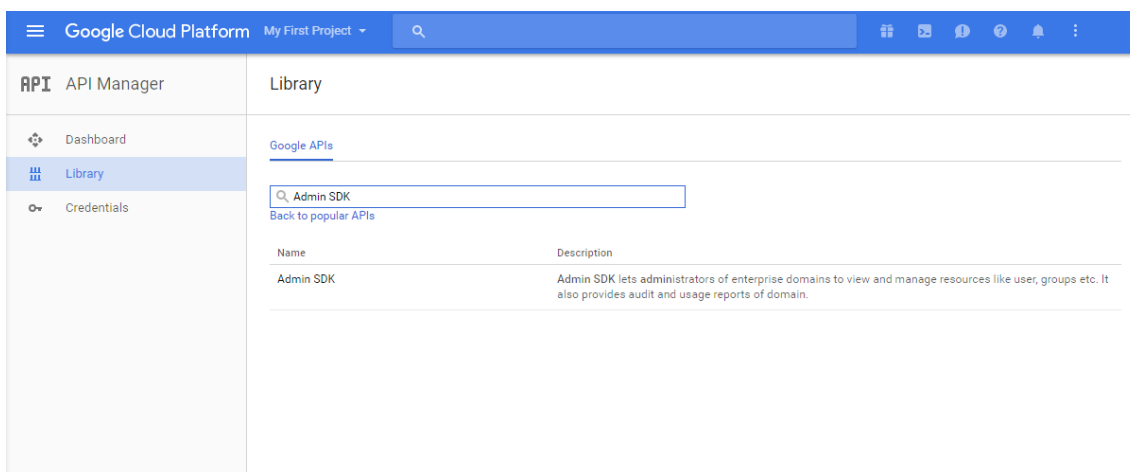 Google Cloud Platform My First Project
API API Manager
Library
Dashboard
Library
Credentials
Google APIs
Admin SDK
Back to popular APIs
Name Description
Admin SDK Admin SDK lets administrators of enterprise domains to view and manage resources like user, groups etc. It
also provides audit and usage reports of domain.